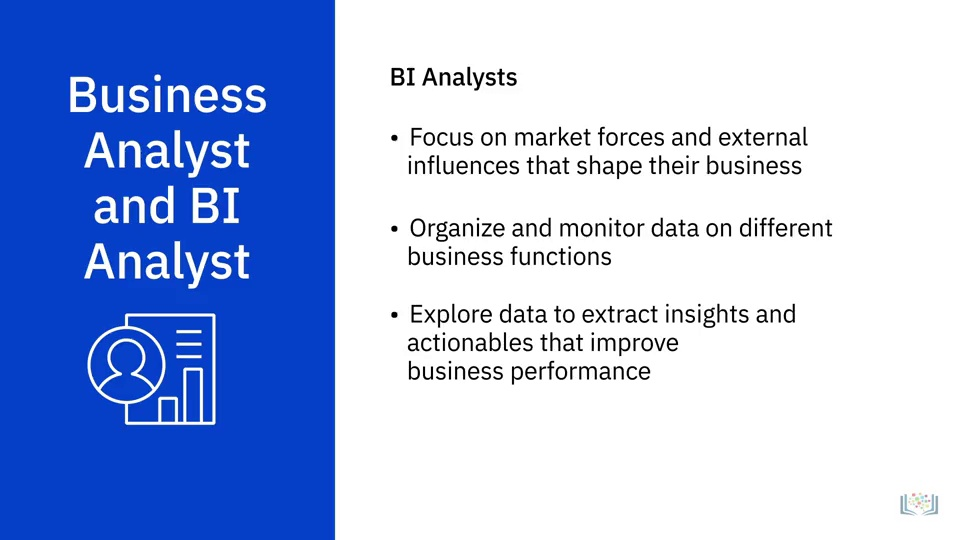 Business
Analyst
and BI
Analyst
BI Analysts
• Focus on market forces and external
influences that shape their business
• Organize and monitor data on different
business functions
• Explore data to extract insights and
actionables that improve
business performance